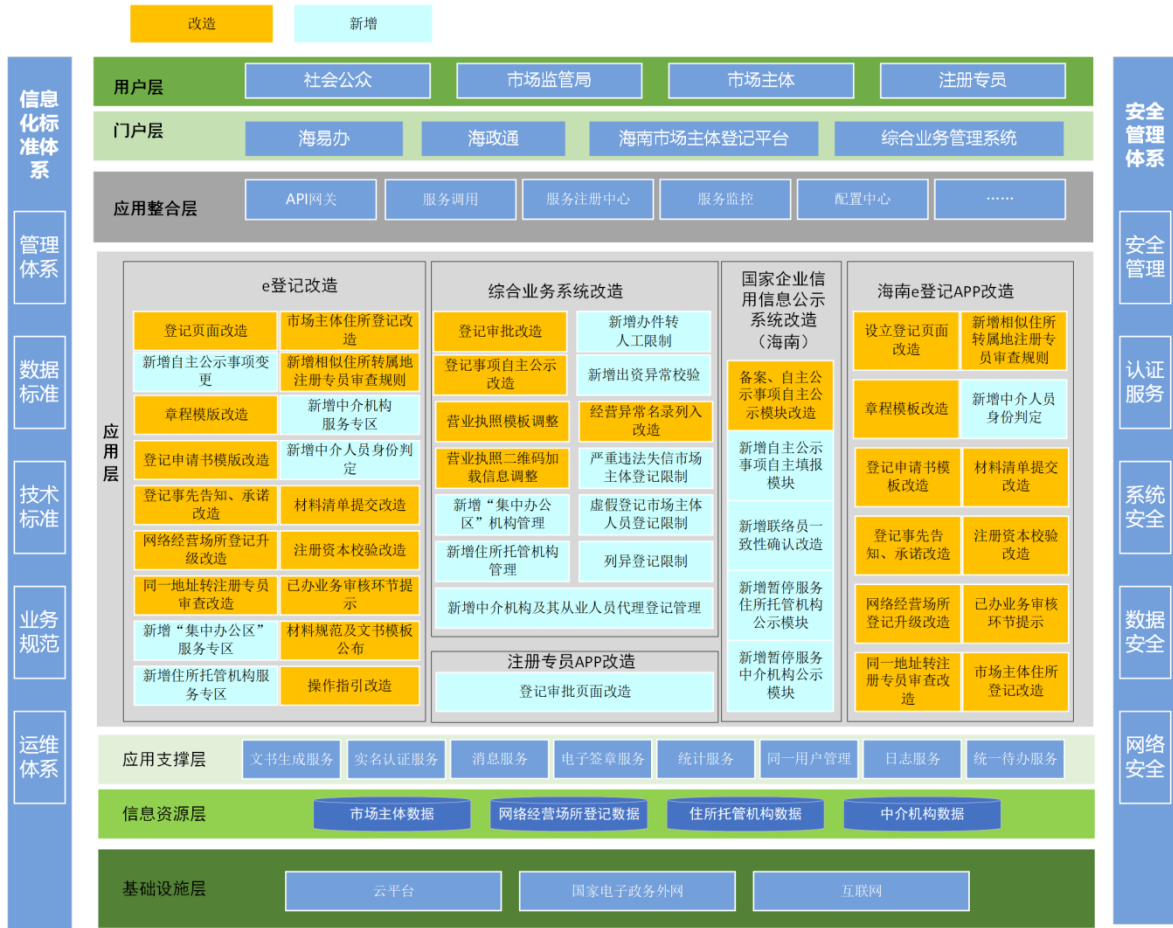 改造
新增
信息
化标
准体
系
管理
体系
数据
标准
技术
标准
业务
规范
运维
体系
用户层
社会公众
市场监管局
市场主体
注册专员
门户层
海易办
海政通
海南市场主体登记平台
综合业务管理系统
应用整合层
API网关
服务调用
服务注册中心
服务监控
配置中心
……
应
用
层
e登记改造
登记页面改造
市场主体住所登记改
造
新增自主公示事项变
更
新增相似住所转属地
注册专员审查规则
章程模版改造
新增中介机构
服务专区
登记申请书模版改造
新增中介人员身份判
定
登记事先告知、承诺
改造
材料清单提交改造
网络经营场所登记升
级改造
注册资本校验改造
同一地址转注册专员
审查改造
已办业务审核环节提
示
新增“集中办公区”
服务专区
材料规范及文书模板
公布
新增住所托管机构服
务专区
操作指引改造
综合业务系统改造
登记审批改造
新增办件转
人工限制
登记事项自主公示
改造
新增出资异常校验
营业执照模板调整
经营异常名录列入
改造
营业执照二维码加
载信息调整
严重违法失信市场
主体登记限制
新增“集中办公
区”机构管理
虚假登记市场主体
人员登记限制
新增住所托管机构
管理
列异登记限制
新增中介机构及其从业人员代理登记管理
注册专员APP改造
登记审批页面改造
国家企业信
用信息公示
系统改造
（海南）
备案、自主公
示事项自主公
示模块改造
新增自主公示
事项自主填报
模块
新增联络员一
致性确认改造
新增暂停服务
住所托管机构
公示模块
新增暂停服务
中介机构公示
模块
海南e登记APP改造
设立登记页面
改造
新增相似住所
转属地注册专
员审查规则
章程模板改造
新增中介人员
身份判定
登记申请书模
板改造
材料清单提交
改造
登记事先告
知、承诺改造
注册资本校验
改造
网络经营场所
登记升级改造
已办业务审核
环节提示
同一地址转注
册专员审查改
造
市场主体住所
登记改造
应用支撑层
文书生成服务
实名认证服务
消息服务
电子签章服务
统计服务
同一用户管理
日志服务
统一待办服务
信息资源层
市场主体数据
网络经营场所登记数据
住所托管机构数据
中介机构数据
基础设施层
云平台
国家电子政务外网
互联网
安全
管理
体系
安全
管理
认证
服务
系统
安全
数据
安全
网络
安全